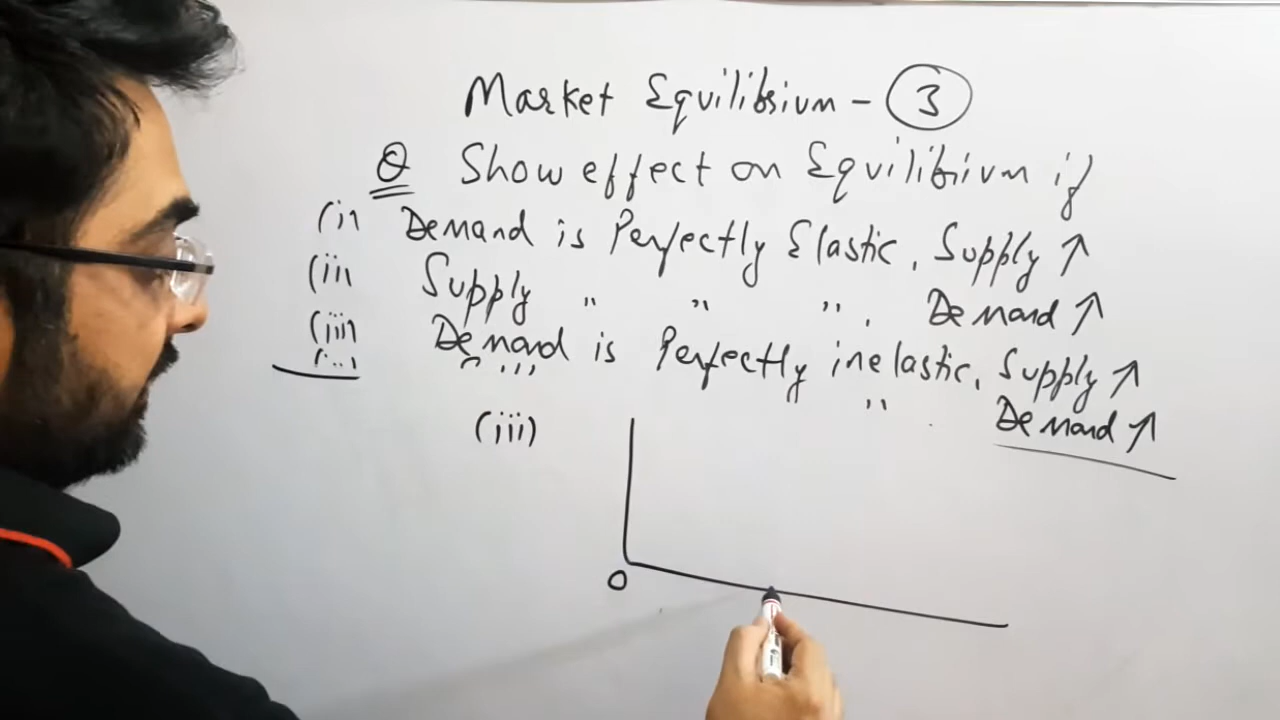 Market Equilibrium - 3
Q Show effect on Equilibrium if
(i) Demand is Perfectly Elastic, Supply ↑
(ii) Supply " " ", Demand ↑
(iii) Demand is Perfectly inelastic, Supply ↑
" Demand ↑
(iii)
O